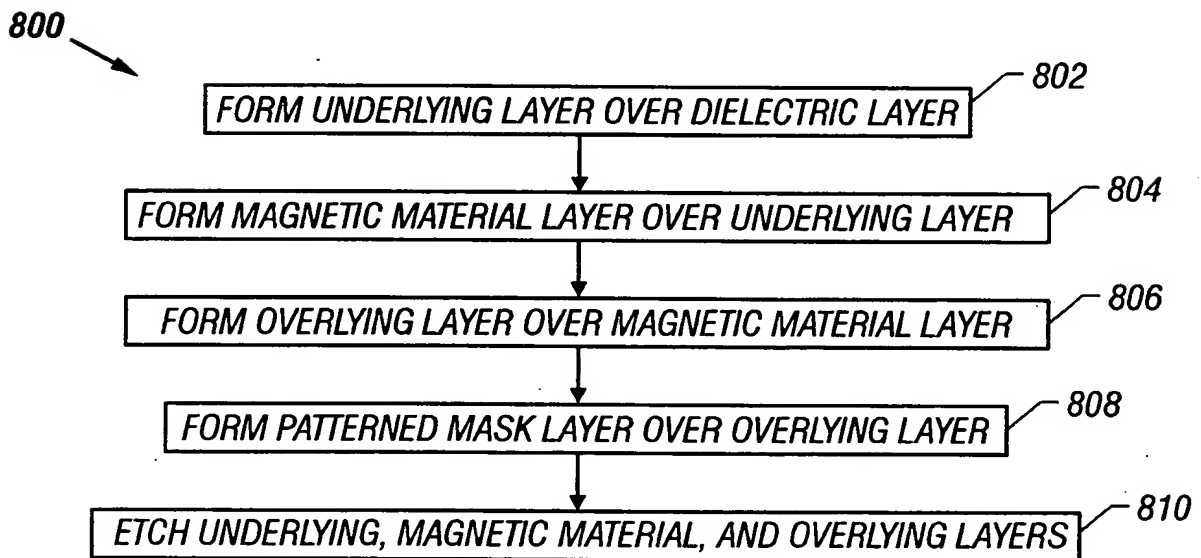 800
802
FORM UNDERLYING LAYER OVER DIELECTRIC LAYER
804
FORM MAGNETIC MATERIAL LAYER OVER UNDERLYING LAYER
806
FORM OVERLYING LAYER OVER MAGNETIC MATERIAL LAYER
808
FORM PATTERNED MASK LAYER OVER OVERLYING LAYER
810
ETCH UNDERLYING, MAGNETIC MATERIAL, AND OVERLYING LAYERS